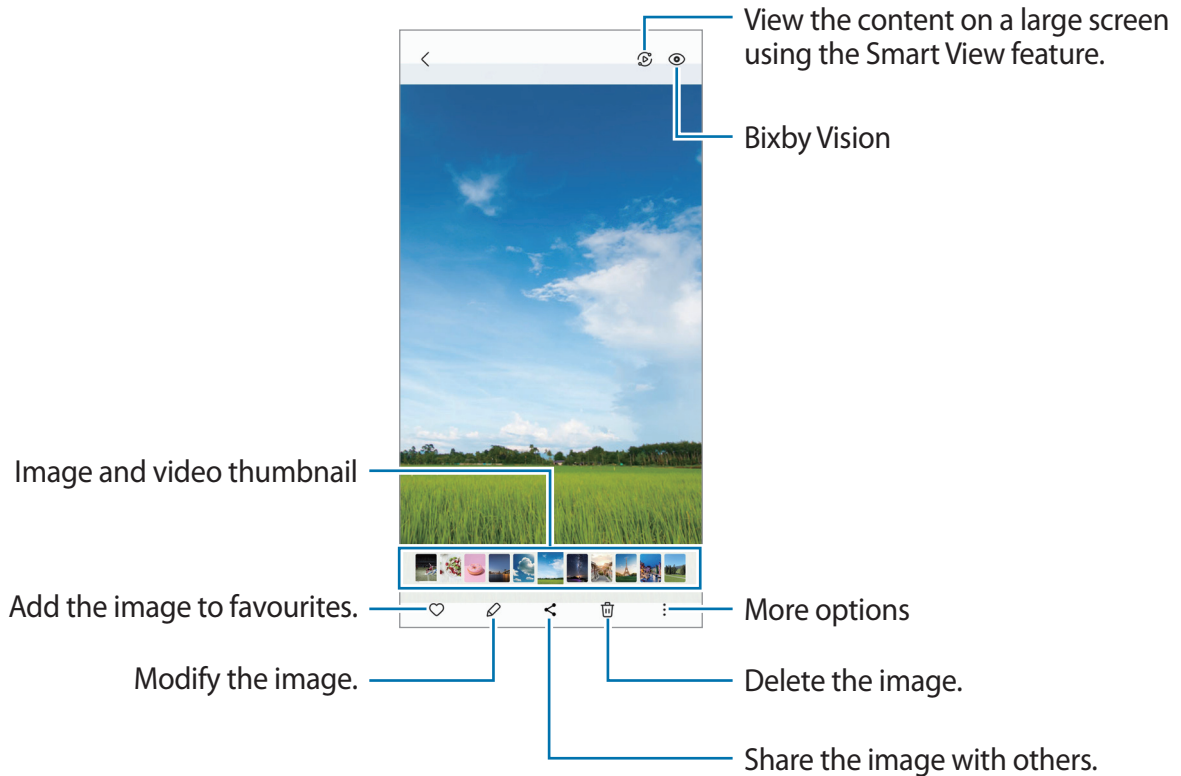 View the content on a large screen
using the Smart View feature.
Bixby Vision
Image and video thumbnail
Add the image to favourites.
More options
Modify the image.
Delete the image.
Share the image with others.